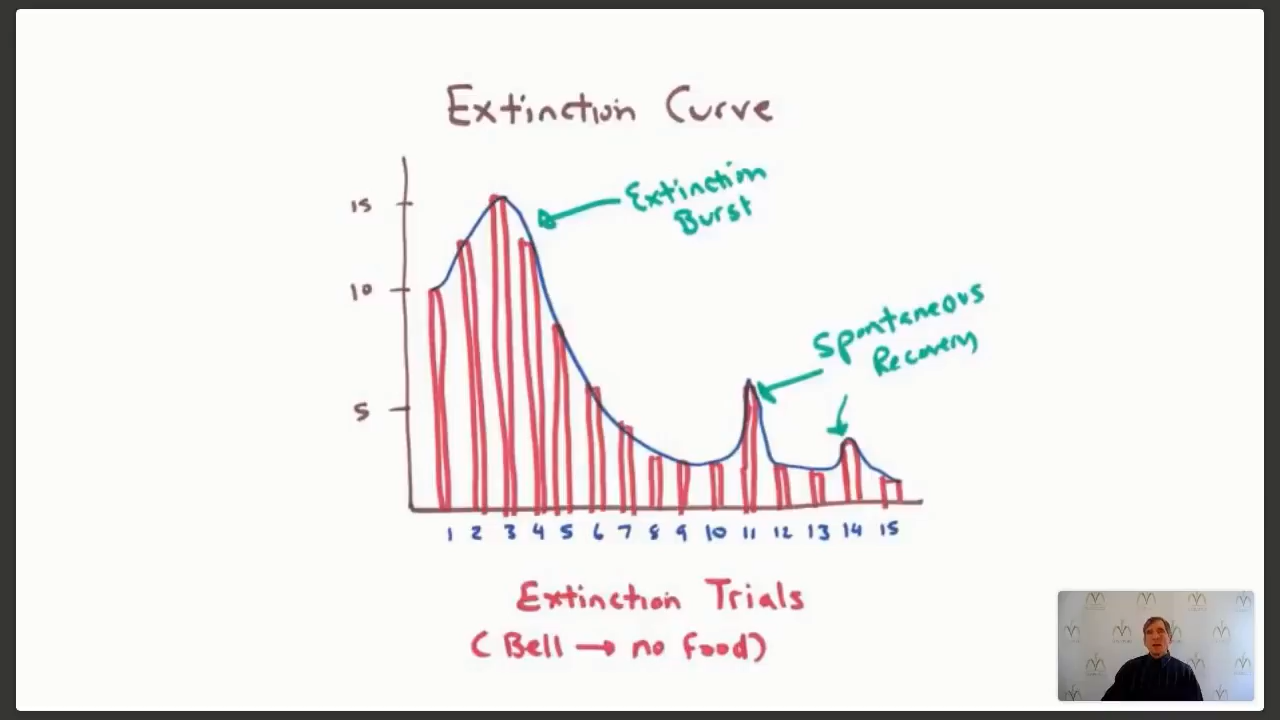 Extinction Curve
15
Extinction
Burst
10
Spontaneous
Recovery
5
1 2 3 4 5 6 7 8 9 10 11 12 13 14 15
Extinction Trials
(Bell → no food)